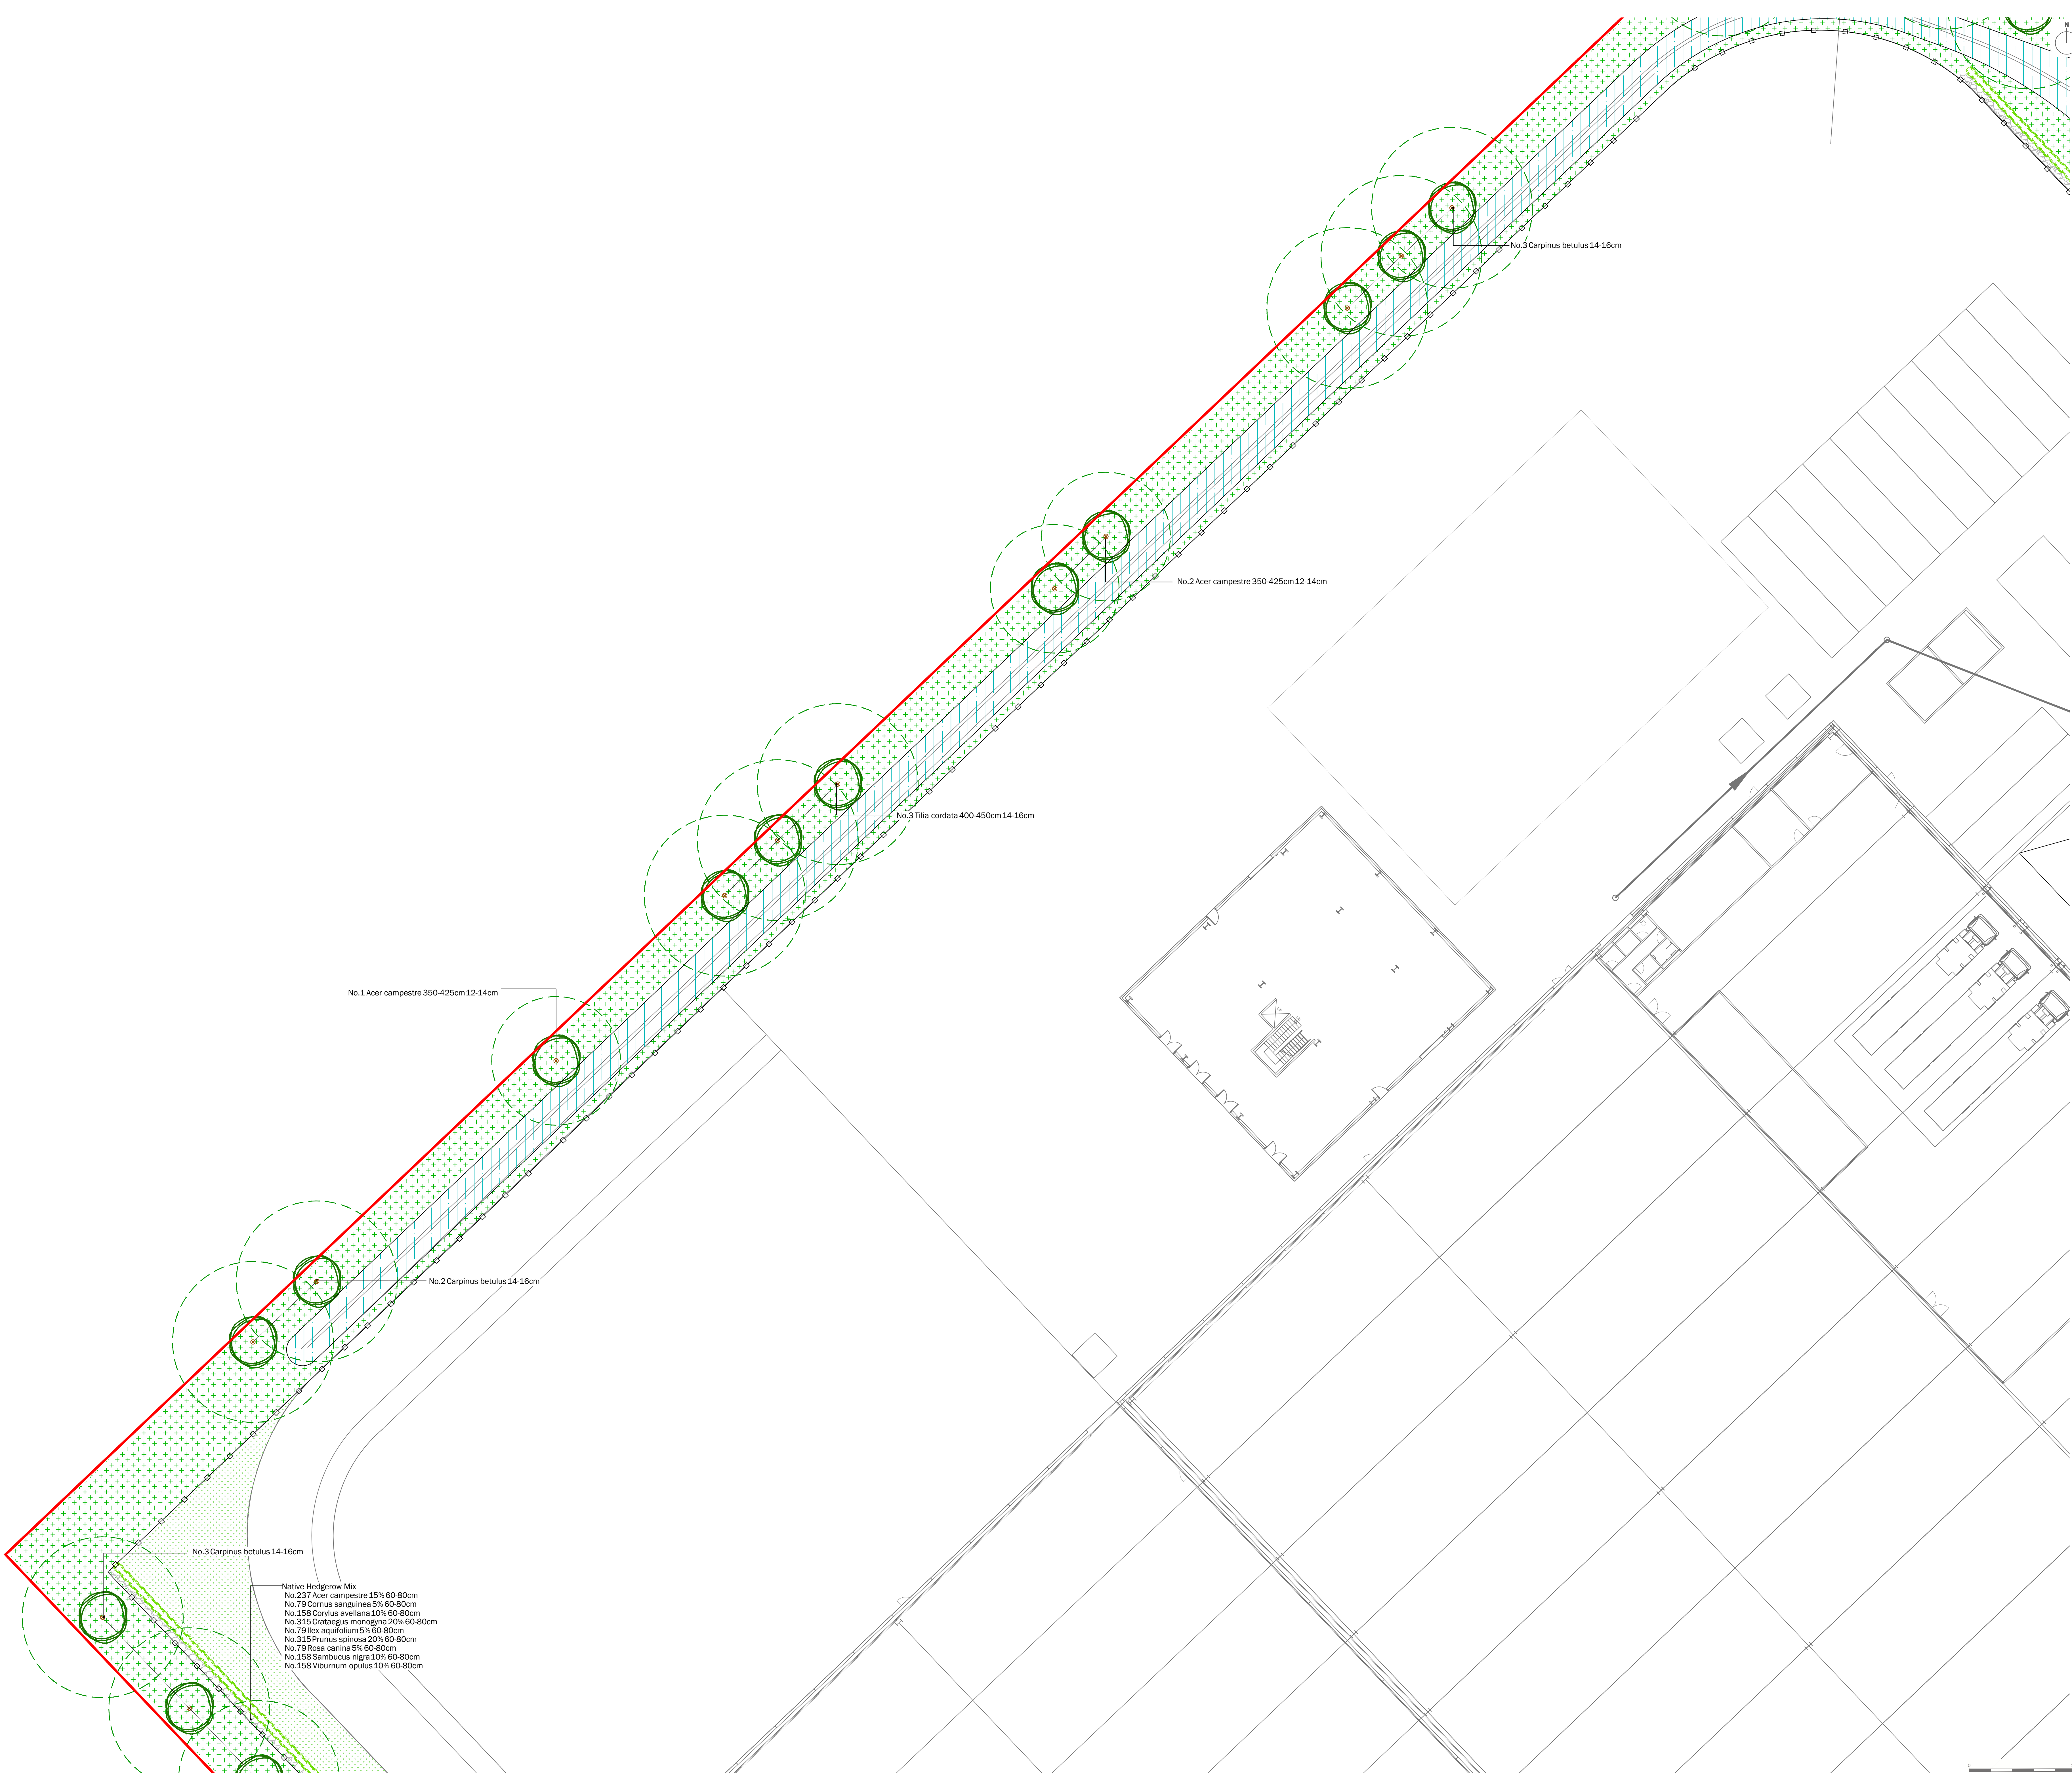 N
No.3 Carpinus betulus 14-16cm
No.2 Acer campestre 350-425cm 12-14cm
No.3 Tilia cordata 400-450cm 14-16cm
No.1 Acer campestre 350-425cm 12-14cm
No.2 Carpinus betulus 14-16cm
No.3 Carpinus betulus 14-16cm
Native Hedgerow Mix
No.237 Acer campestre 15% 60-80cm
No.79 Cornus sanguinea 5% 60-80cm
No.158 Corylus avellana 10% 60-80cm
No.315 Crataegus monogyna 20% 60-80cm
No.79 Ilex aquifolium 5% 60-80cm
No.315 Prunus spinosa 20% 60-80cm
No.79 Rosa canina 5% 60-80cm
No.158 Sambucus nigra 10% 60-80cm
No.158 Viburnum opulus 10% 60-80cm
0